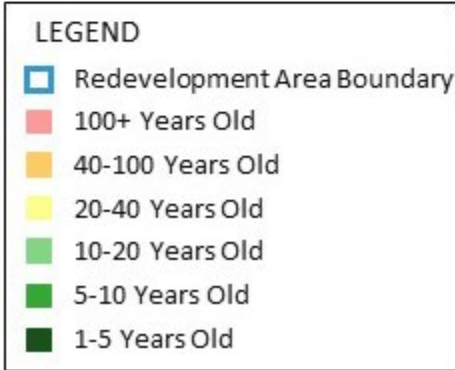 LEGEND
Redevelopment Area Boundary
100+ Years Old
40-100 Years Old
20-40 Years Old
10-20 Years Old
5-10 Years Old
1-5 Years Old